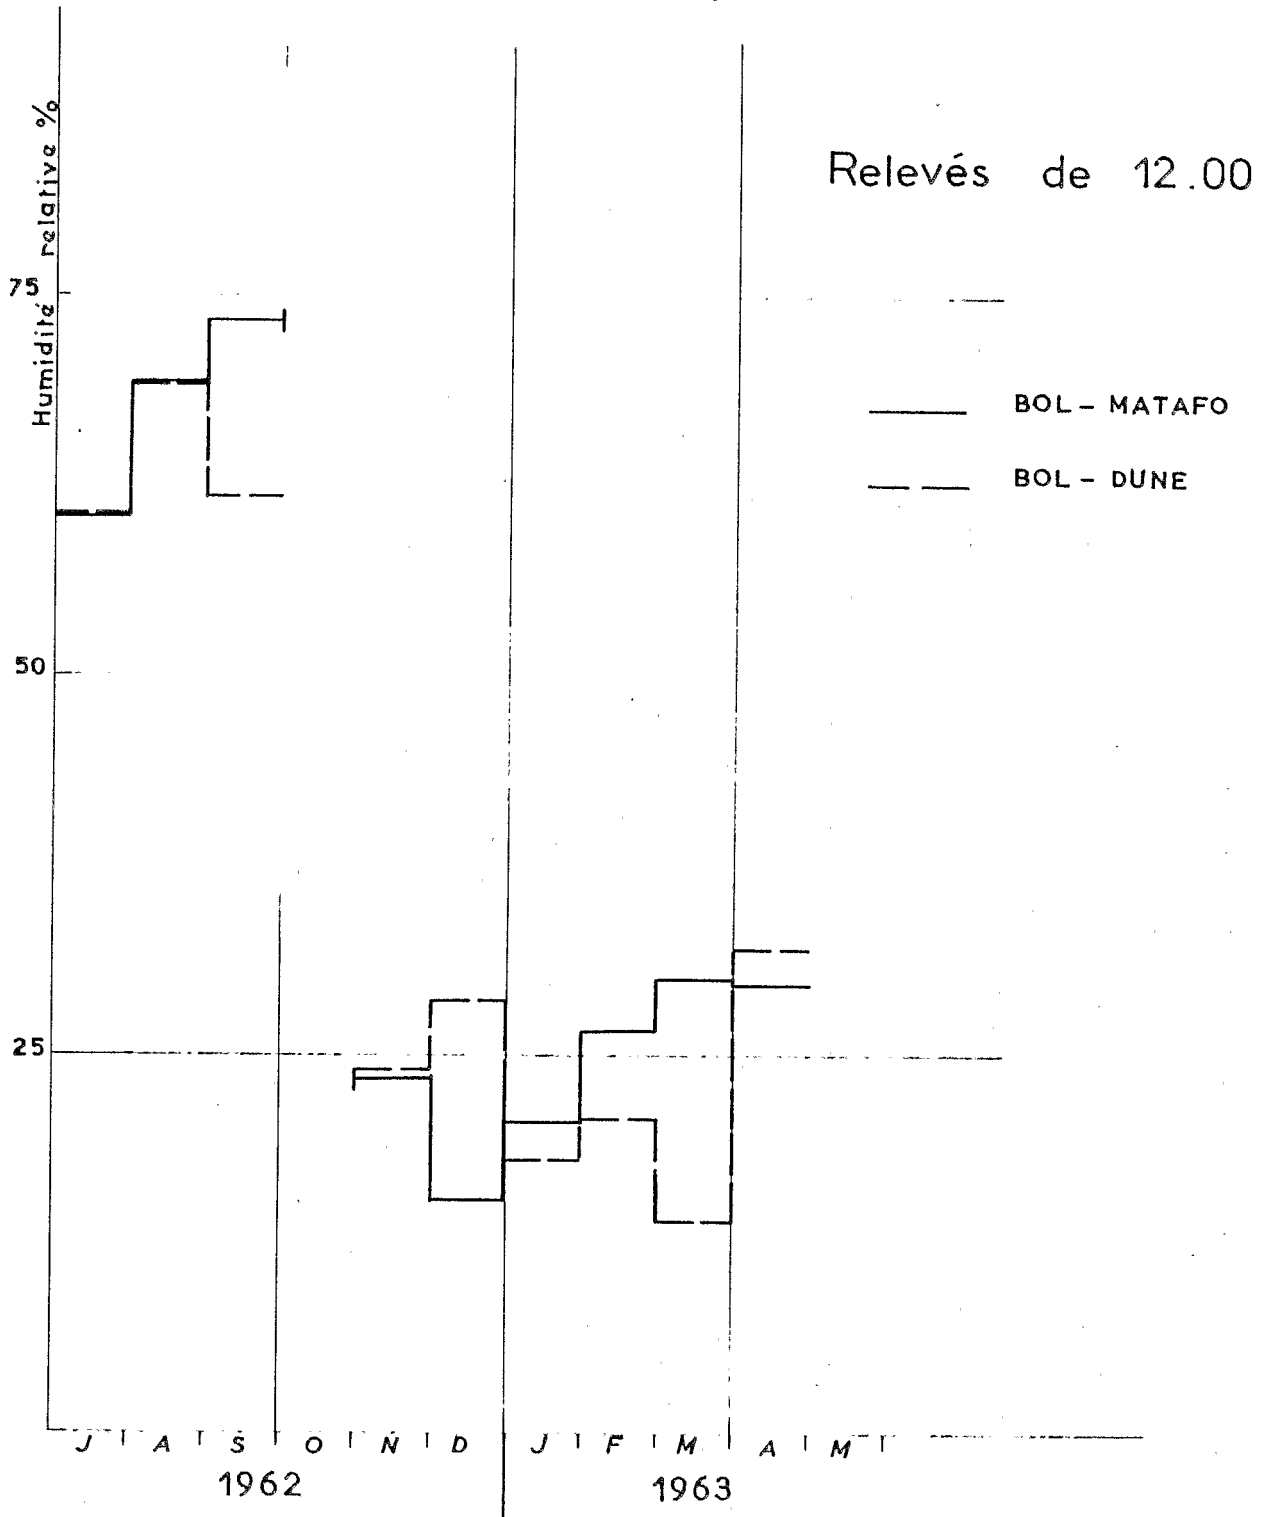 Relevés de 12.00
Humidité relative %
75
50
25
BOL - MATAFO
BOL - DUNE
J A S O N D J F M A M
1962 1963